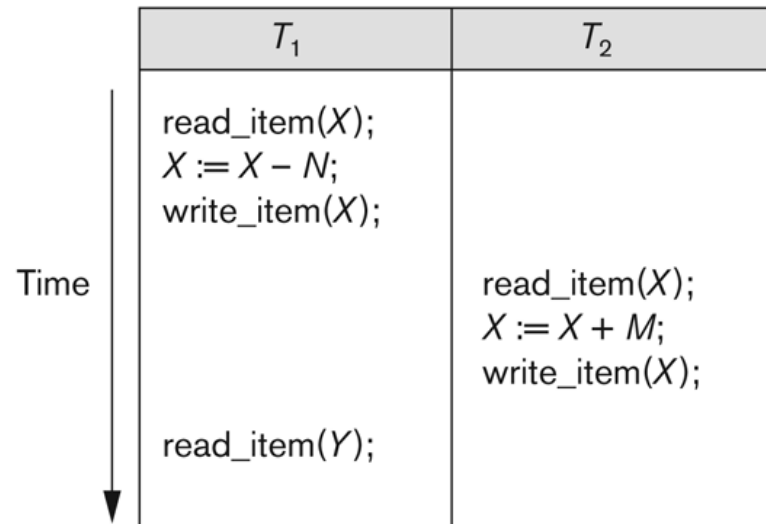 T1 T2
read_item(X);
X := X – N;
write_item(X);
Time
read_item(X);
X := X + M;
write_item(X);
read_item(Y);